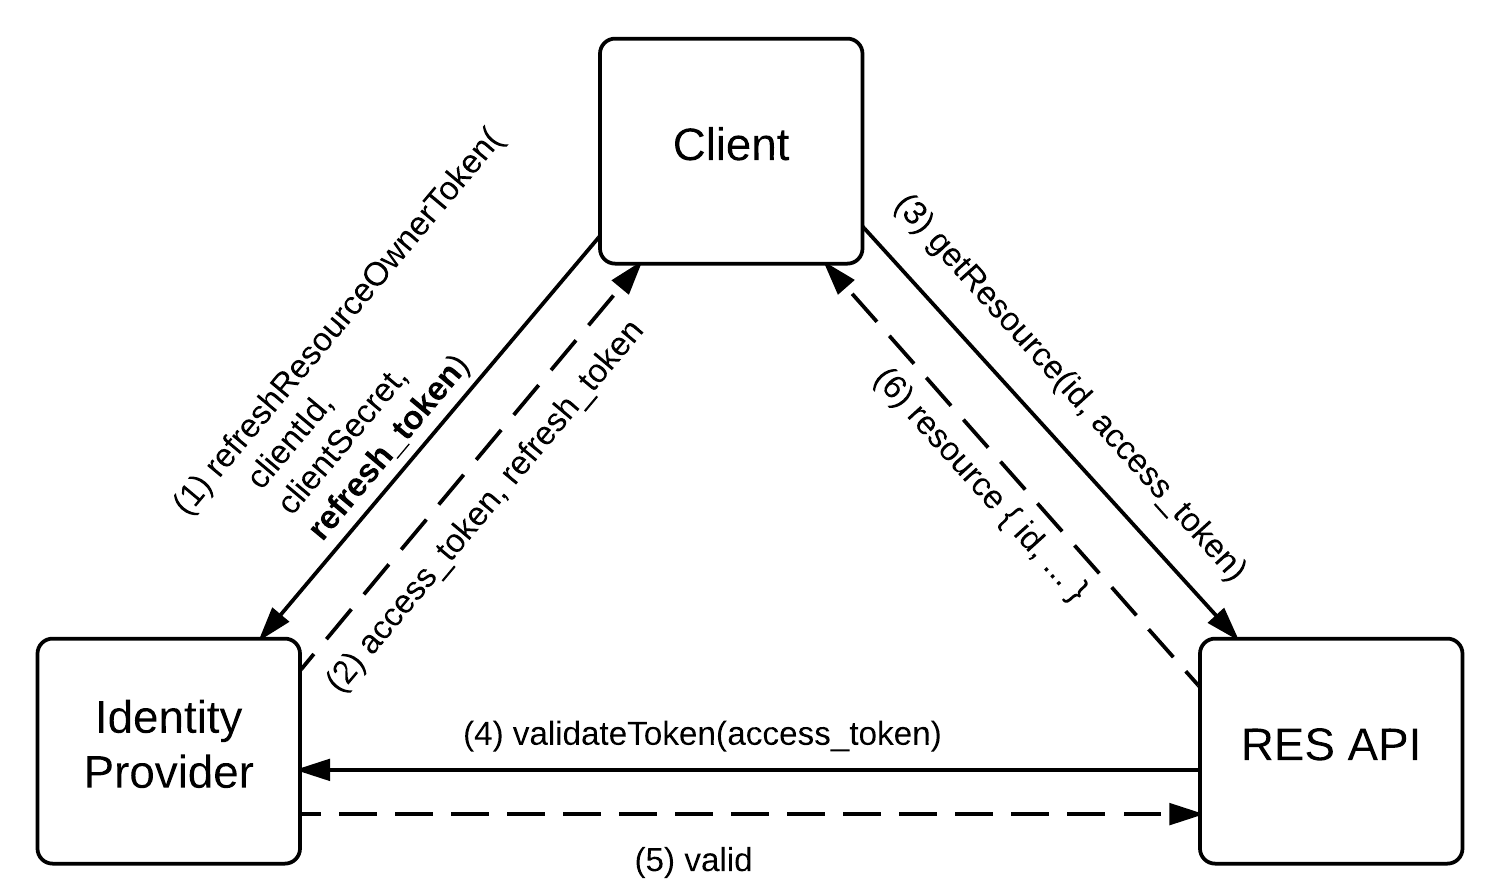 Client
(1) refreshResourceOwnerToken(
clientId,
clientSecret,
refresh_token)
(2) access_token, refresh_token
(3) getResource(id, access_token)
(6) resource { id, ... }
Identity
Provider
(4) validateToken(access_token)
RES API
(5) valid